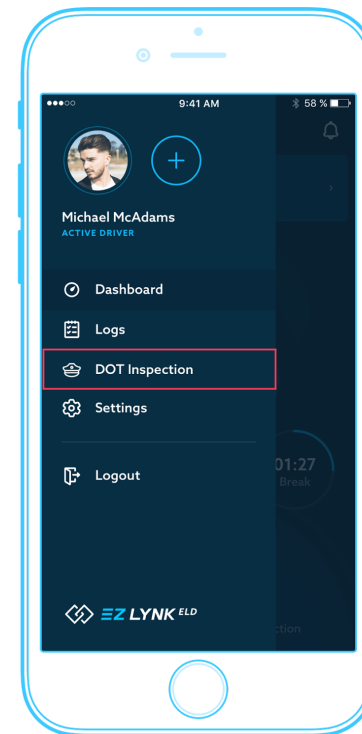 9:41 AM
58 %
Michael McAdams
ACTIVE DRIVER
Dashboard
Logs
DOT Inspection
Settings
01:27
Break
Logout
EZ LYNK ELD
ction